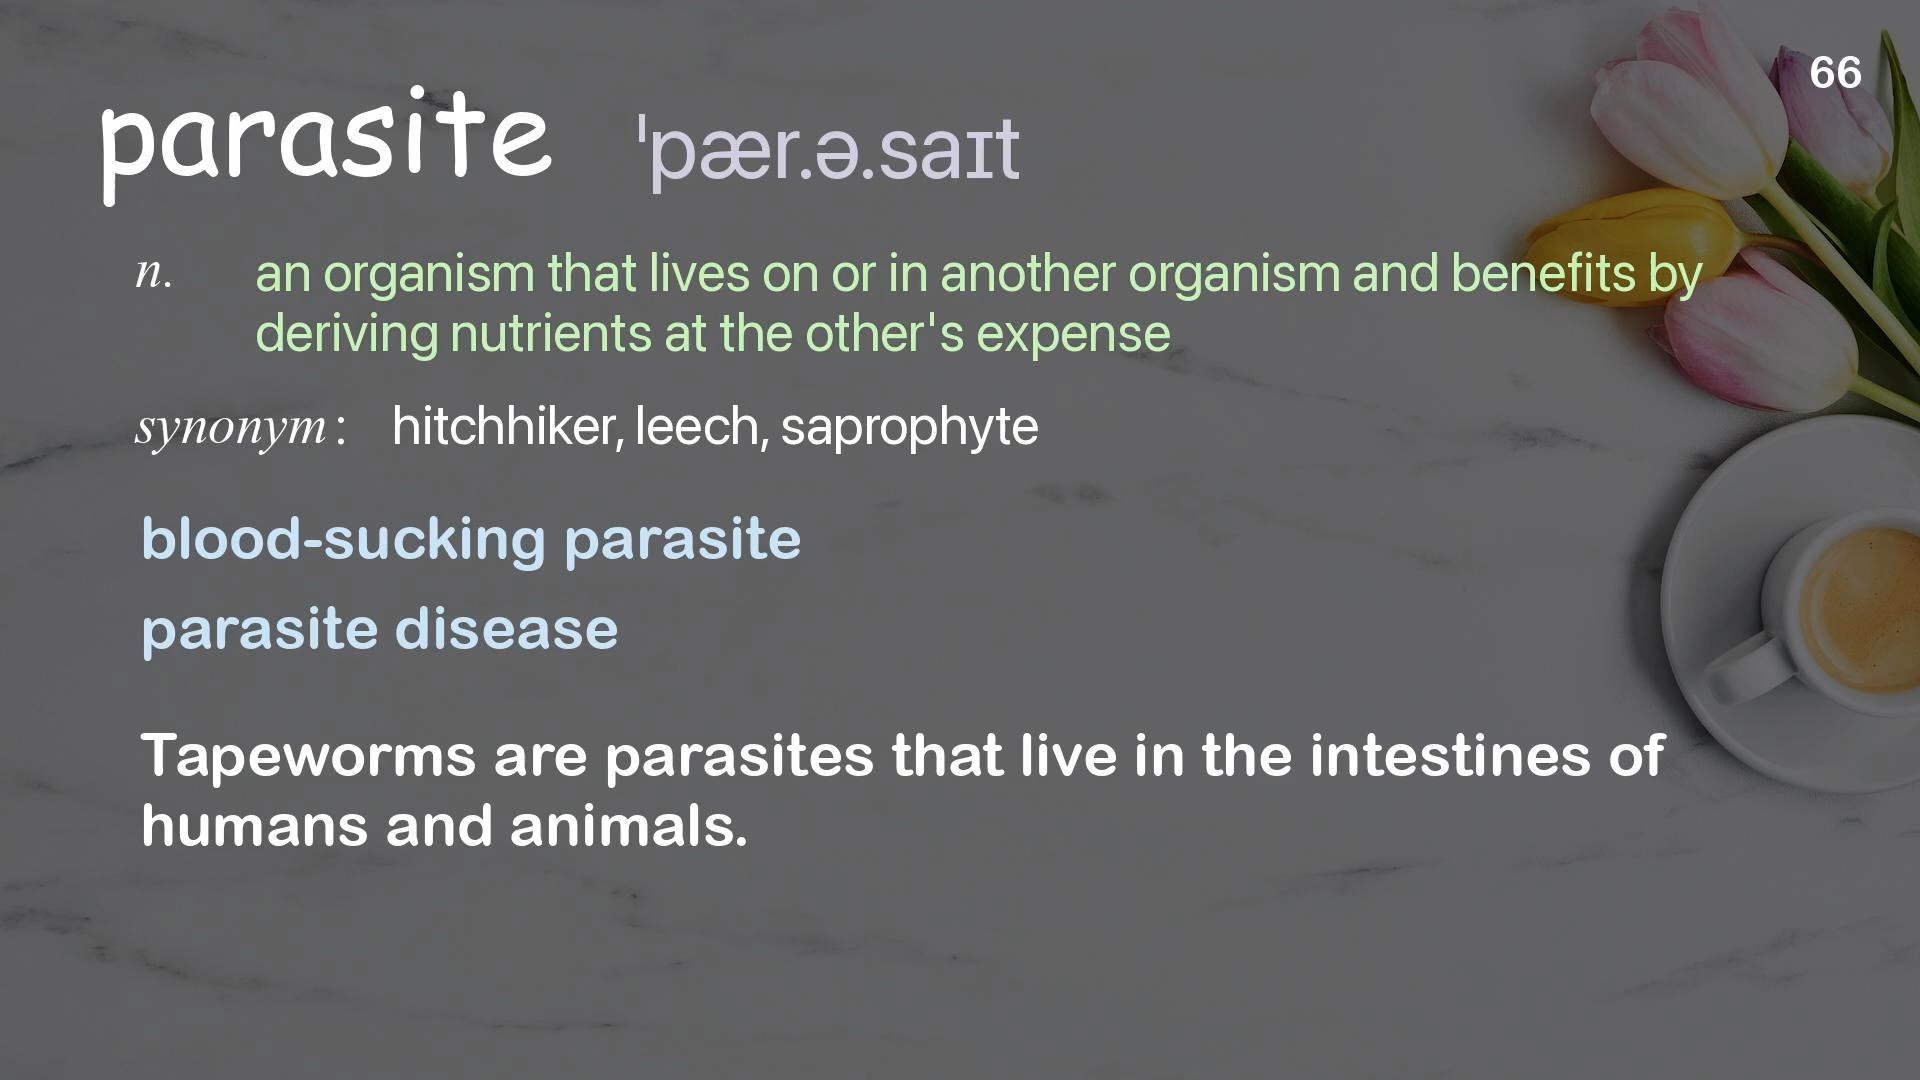 66
parasite ˈpær.ə.saɪt
n. an organism that lives on or in another organism and benefits by
deriving nutrients at the other's expense
synonym: hitchhiker, leech, saprophyte
blood-sucking parasite
parasite disease
Tapeworms are parasites that live in the intestines of
humans and animals.